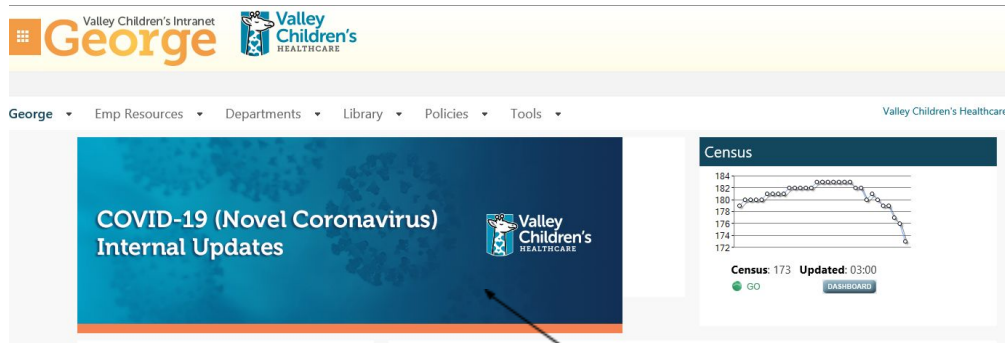 Valley Children's Intranet
George
Valley
Children's
HEALTHCARE
George Emp Resources Departments Library Policies Tools
Valley Children's Healthcare
COVID-19 (Novel Coronavirus)
Internal Updates
Valley
Children's
HEALTHCARE
Census
184
182
180
178
176
174
172
Census: 173 Updated: 03:00
GO
DASHBOARD